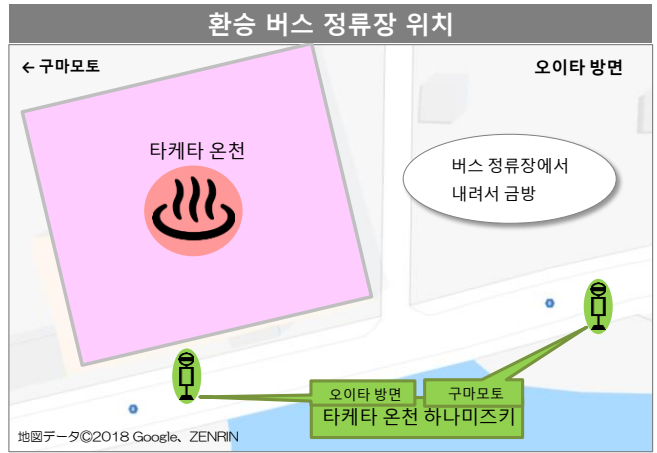 환승 버스 정류장 위치
← 구마모토
오이타 방면
타케타 온천
버스 정류장에서
내려서 금방
오이타 방면
구마모토
타케타 온천 하나미즈키
地図データ©2018 Google、ZENRIN